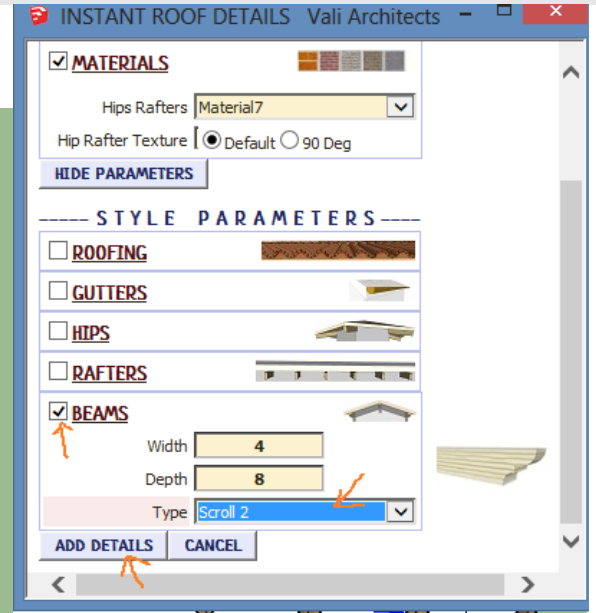 INSTANT ROOF DETAILS Vali Architects
MATERIALS
Hips Rafters Material7
Hip Rafter Texture Default 90 Deg
HIDE PARAMETERS
----- STYLE PARAMETERS----
ROOFING
GUTTERS
HIPS
RAFTERS
BEAMS
Width 4
Depth 8
Type Scroll 2
ADD DETAILS CANCEL